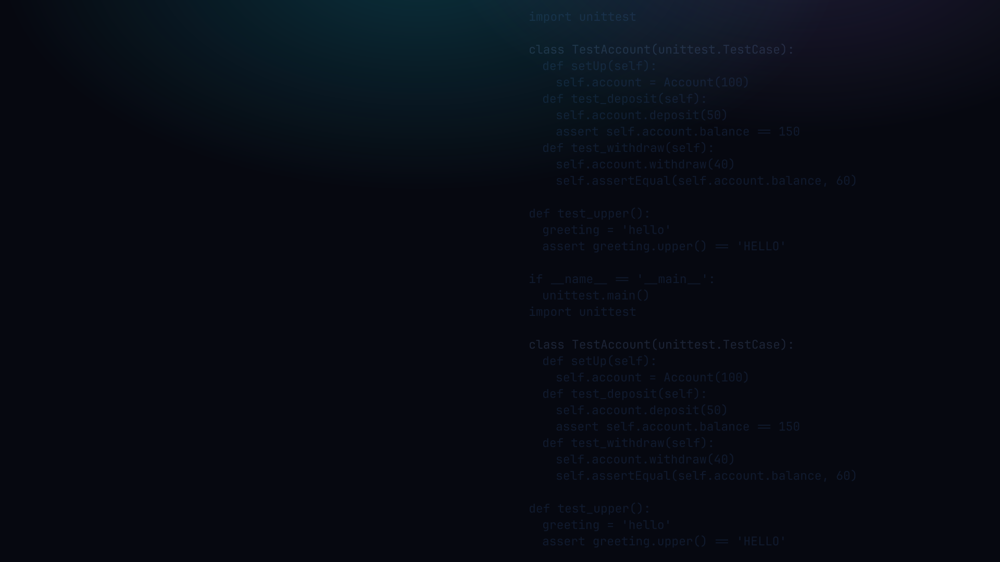 import unittest
class TestAccount(unittest.TestCase):
def setUp(self):
self.account = Account(100)
def test_deposit(self):
self.account.deposit(50)
assert self.account.balance == 150
def test_withdraw(self):
self.account.withdraw(40)
self.assertEqual(self.account.balance, 60)
def test_upper():
greeting = 'hello'
assert greeting.upper() == 'HELLO'
if __name__ == '__main__':
unittest.main()
import unittest
class TestAccount(unittest.TestCase):
def setUp(self):
self.account = Account(100)
def test_deposit(self):
self.account.deposit(50)
assert self.account.balance == 150
def test_withdraw(self):
self.account.withdraw(40)
self.assertEqual(self.account.balance, 60)
def test_upper():
greeting = 'hello'
assert greeting.upper() == 'HELLO'